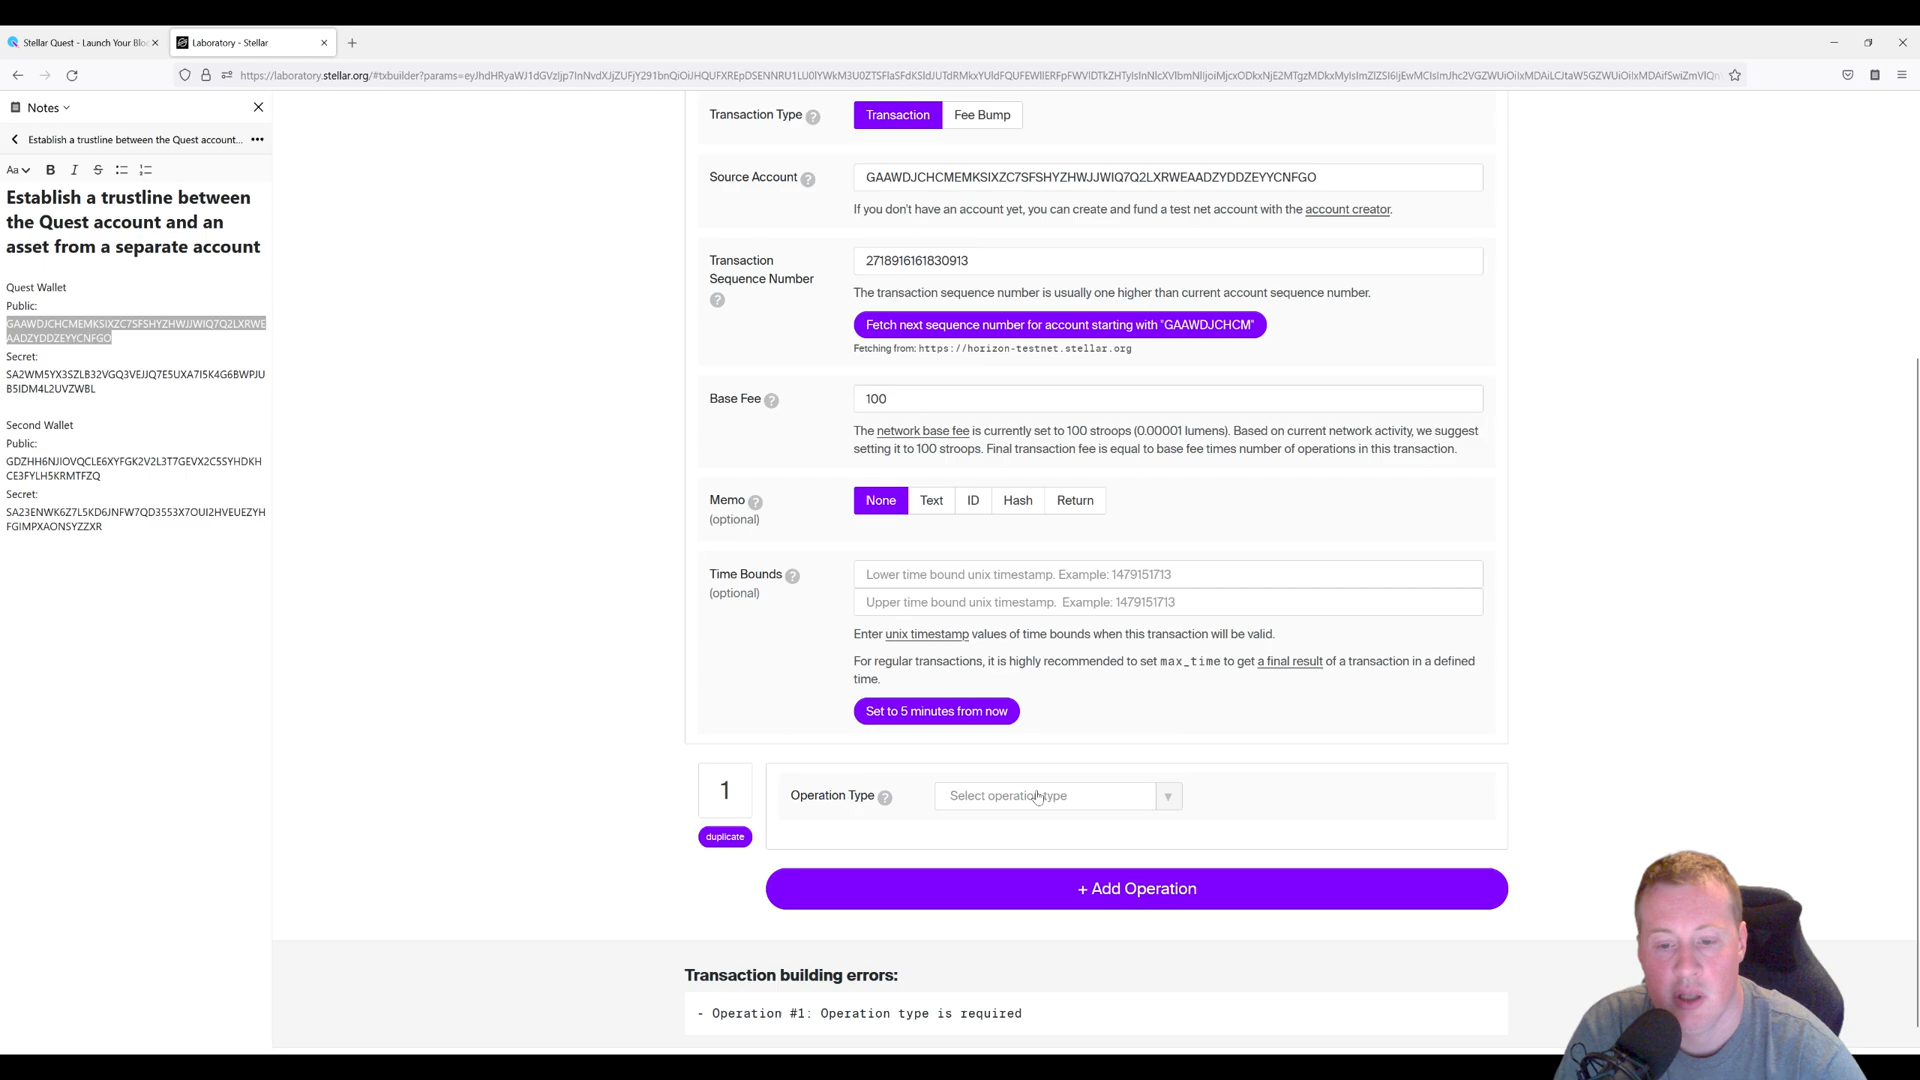 Stellar Quest - Launch Your Blo
Laboratory - Stellar
https://laboratory.stellar.org/#txbuilder?params=
Notes
Establish a trustline between the Quest account...
Aa
B I S
Establish a trustline between
the Quest account and an
asset from a separate account
Quest Wallet
Public:
GAAWDJCHCMEMKSIXZC7SFSHYZHWJJWIQ7Q2LXRWE
AADZYDDZEYYCNFGO
Secret:
SA2WM5YX3SZLB32VGQ3VEJJQ7E5UXA7I5K4G6BWPJU
B5IDM4L2UVZWBL
Second Wallet
Public:
GDZHH6NJIOVQCLE6XYFGK2V2L3T7GEVX2C5SYHDKH
CE3FYLH5KRMTFZQ
Secret:
SA23ENWK6Z7L5KD6JNFW7QD3553X7OUI2HVEUEZYH
FGIMPXAONSYZZXR
Transaction Type ?
Transaction
Fee Bump
Source Account ?
GAAWDJCHCMEMKSIXZC7SFSHYZHWJJWIQ7Q2LXRWEAADZYDDZEYYCNFGO
If you don't have an account yet, you can create and fund a test net account with the account creator.
Transaction
Sequence Number
?
2718916161830913
The transaction sequence number is usually one higher than current account sequence number.
Fetch next sequence number for account starting with "GAAWDJCHCM"
Fetching from: https://horizon-testnet.stellar.org
Base Fee ?
100
The network base fee is currently set to 100 stroops (0.00001 lumens). Based on current network activity, we suggest
setting it to 100 stroops. Final transaction fee is equal to base fee times number of operations in this transaction.
Memo ?
(optional)
None
Text
ID
Hash
Return
Time Bounds ?
(optional)
Lower time bound unix timestamp. Example: 1479151713
Upper time bound unix timestamp. Example: 1479151713
Enter unix timestamp values of time bounds when this transaction will be valid.
For regular transactions, it is highly recommended to set max_time to get a final result of a transaction in a defined
time.
Set to 5 minutes from now
1
duplicate
Operation Type ?
Select operation type
+ Add Operation
Transaction building errors:
- Operation #1: Operation type is required